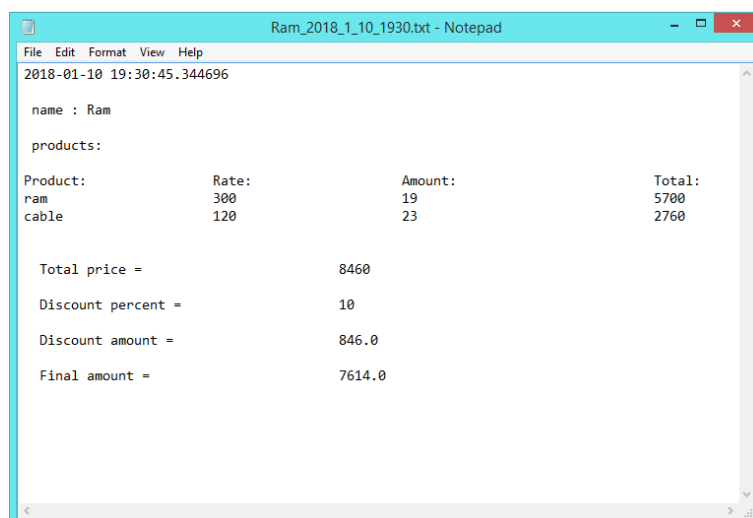 Ram_2018_1_10_1930.txt - Notepad
File Edit Format View Help
2018-01-10 19:30:45.344696
name : Ram
products:
Product: Rate: Amount: Total:
ram 300 19 5700
cable 120 23 2760
Total price = 8460
Discount percent = 10
Discount amount = 846.0
Final amount = 7614.0